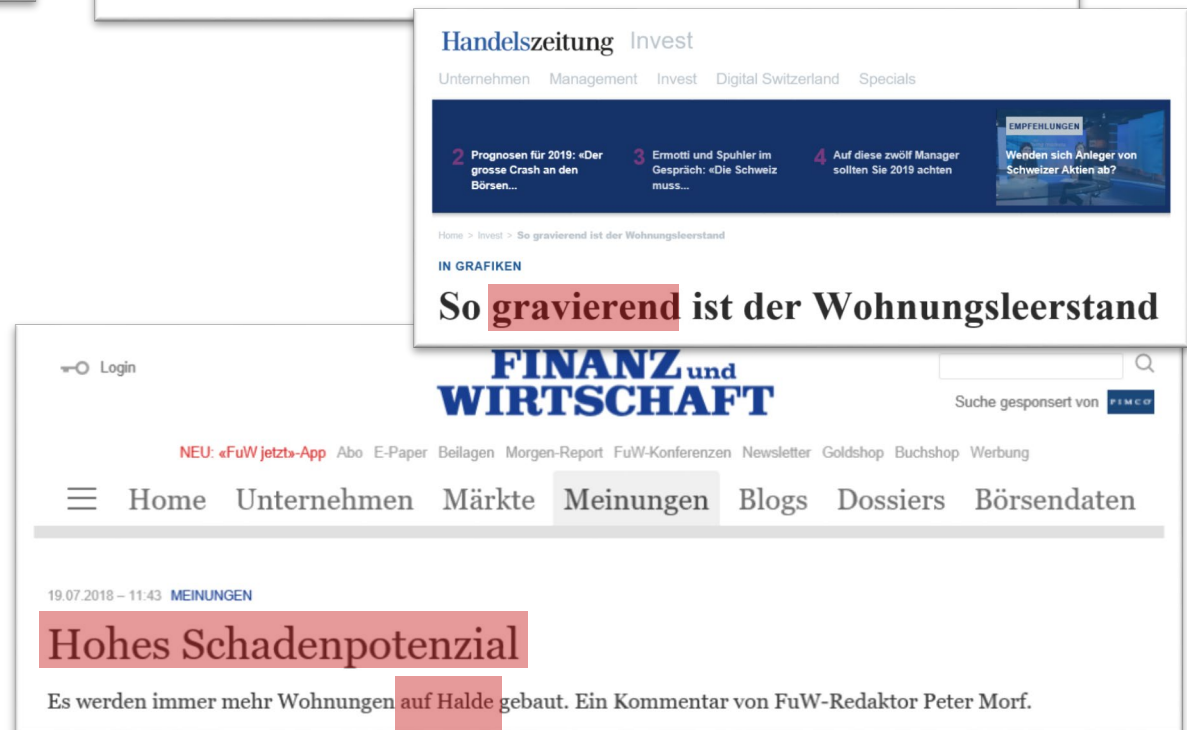 Handelszeitung Invest
Unternehmen Management Invest Digital Switzerland Specials
2 Prognosen für 2019: «Der
grosse Crash an den
Börsen...
3 Ermotti und Spuhler im
Gespräch: «Die Schweiz
muss...
4 Auf diese zwölf Manager
sollten Sie 2019 achten
EMPFEHLUNGEN
Wenden sich Anleger von
Schweizer Aktien ab?
Home > Invest > So gravierend ist der Wohnungsleerstand
IN GRAFIKEN
So gravierend ist der Wohnungsleerstand
Login
FINANZ und
WIRTSCHAFT
Suche gesponsert von PIMCO
NEU: «FuW jetzt»-App Abo E-Paper Beilagen Morgen-Report FuW-Konferenzen Newsletter Goldshop Buchshop Werbung
Home Unternehmen Märkte Meinungen Blogs Dossiers Börsendaten
19.07.2018 – 11:43 MEINUNGEN
Hohes Schadenpotenzial
Es werden immer mehr Wohnungen auf Halde gebaut. Ein Kommentar von FuW-Redaktor Peter Morf.